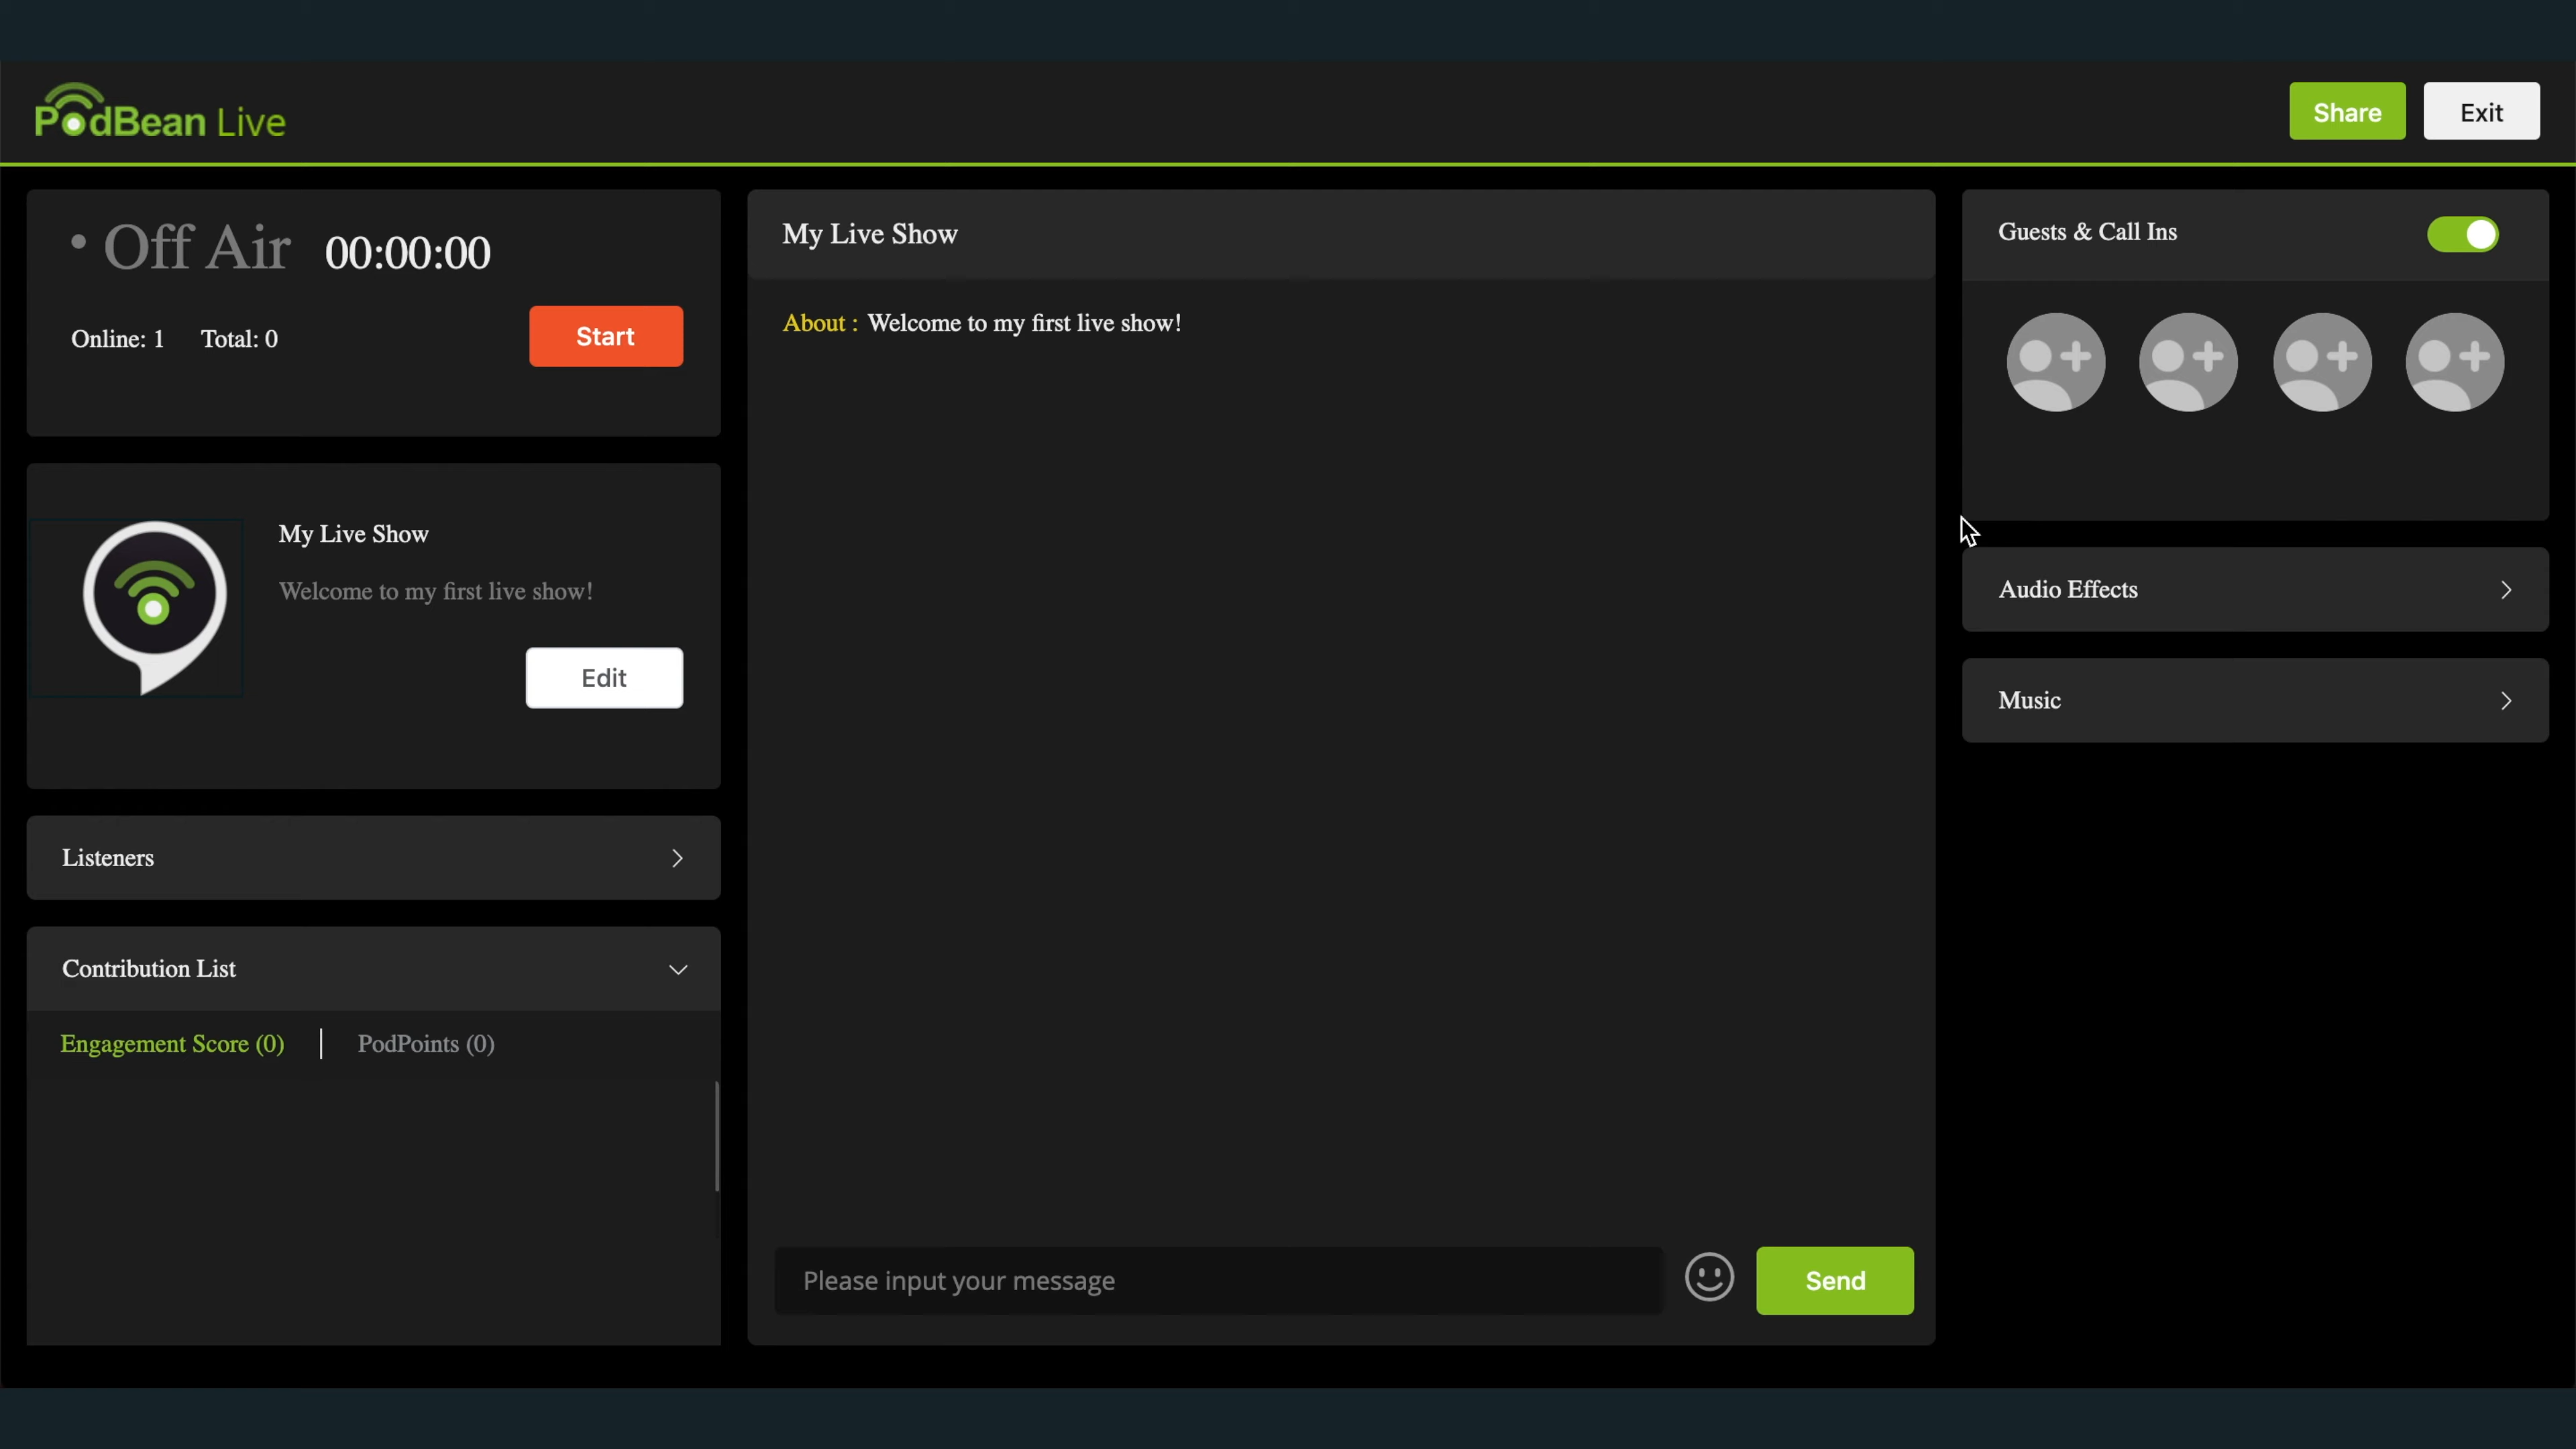 PodBean Live
Share
Exit
• Off Air 00:00:00
Online: 1 Total: 0
Start
My Live Show
Welcome to my first live show!
Edit
Listeners
Contribution List
Engagement Score (0) | PodPoints (0)
My Live Show
About : Welcome to my first live show!
Please input your message
Send
Guests & Call Ins
Audio Effects
Music